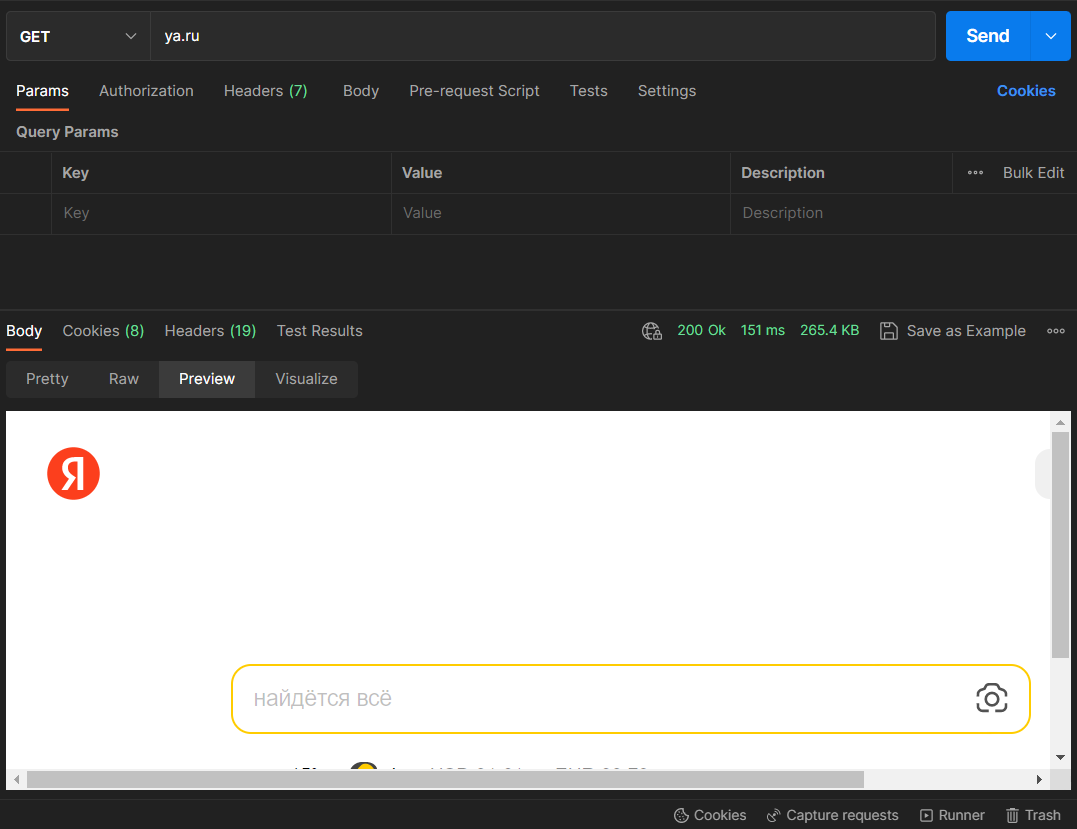 GET ya.ru Send
Params Authorization Headers (7) Body Pre-request Script Tests Settings Cookies
Query Params
Key Value Description Bulk Edit
Key Value Description
Body Cookies (8) Headers (19) Test Results 200 Ok 151 ms 265.4 KB Save as Example
Pretty Raw Preview Visualize
Я
найдётся всё
Cookies Capture requests Runner Trash